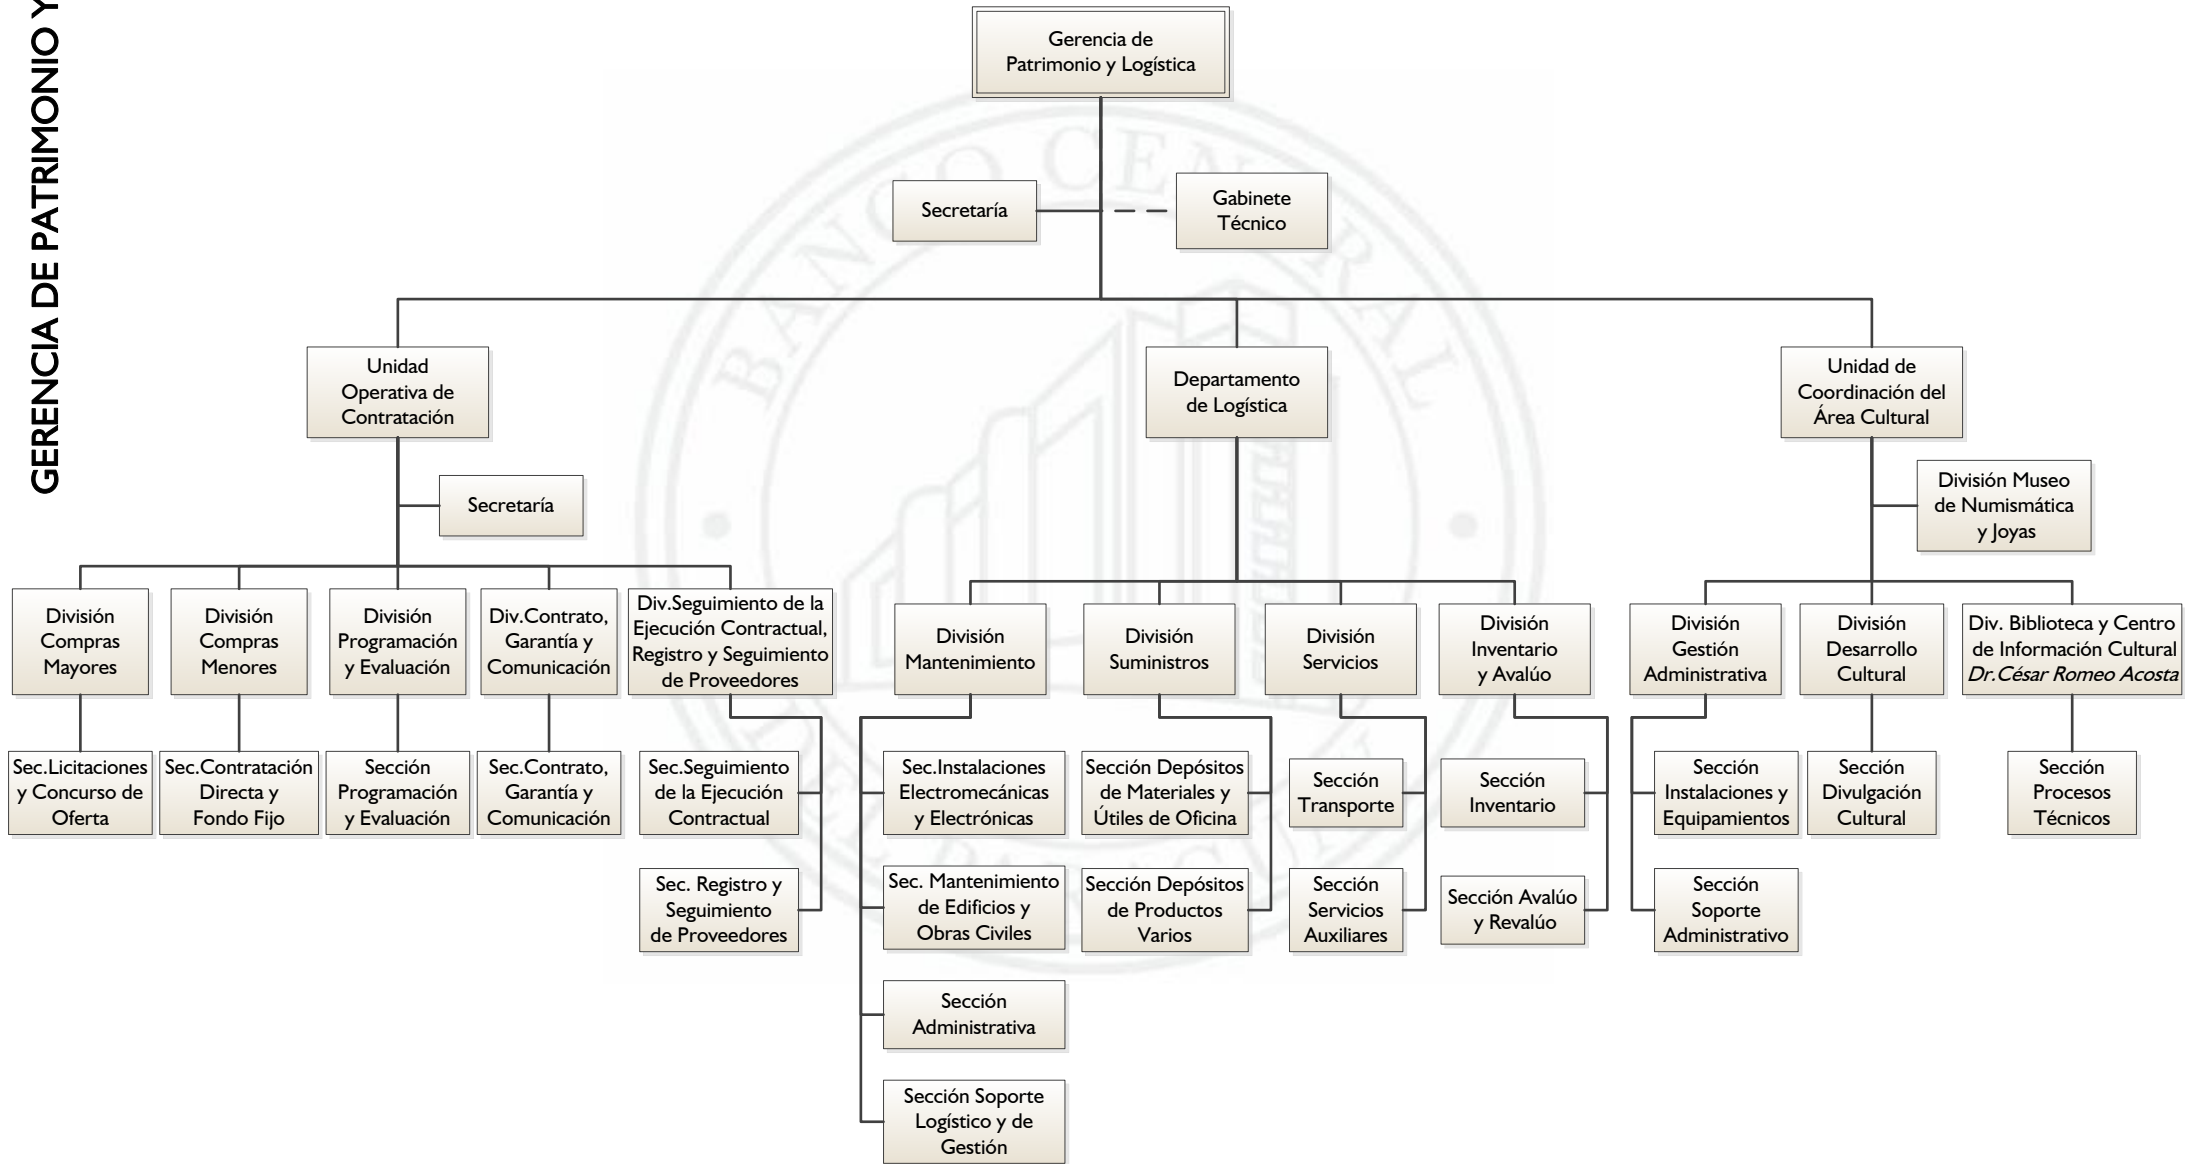 GERENCIA DE PATRIMONIO Y
Gerencia de
Patrimonio y Logística
Secretaría
Gabinete
Técnico
Unidad
Operativa de
Contratación
Departamento
de Logística
Unidad de
Coordinación del
Área Cultural
Secretaría
División Museo
de Numismática
y Joyas
División
Compras
Mayores
División
Compras
Menores
División
Programación
y Evaluación
Div.Contrato,
Garantía y
Comunicación
Div.Seguimiento de la
Ejecución Contractual,
Registro y Seguimiento
de Proveedores
División
Mantenimiento
División
Suministros
División
Servicios
División
Inventario
y Avalúo
División
Gestión
Administrativa
División
Desarrollo
Cultural
Div. Biblioteca y Centro
de Información Cultural
Dr.César Romeo Acosta
Sec.Licitaciones
y Concurso de
Oferta
Sec.Contratación
Directa y
Fondo Fijo
Sección
Programación
y Evaluación
Sec.Contrato,
Garantía y
Comunicación
Sec.Seguimiento
de la Ejecución
Contractual
Sec.Instalaciones
Electromecánicas
y Electrónicas
Sección Depósitos
de Materiales y
Útiles de Oficina
Sección
Transporte
Sección
Inventario
Sección
Instalaciones y
Equipamientos
Sección
Divulgación
Cultural
Sección
Procesos
Técnicos
Sec. Registro y
Seguimiento
de Proveedores
Sec. Mantenimiento
de Edificios y
Obras Civiles
Sección Depósitos
de Productos
Varios
Sección
Servicios
Auxiliares
Sección Avalúo
y Revalúo
Sección
Soporte
Administrativo
Sección
Administrativa
Sección Soporte
Logístico y de
Gestión
BANCO CENTRAL
DEL PARAGUAY